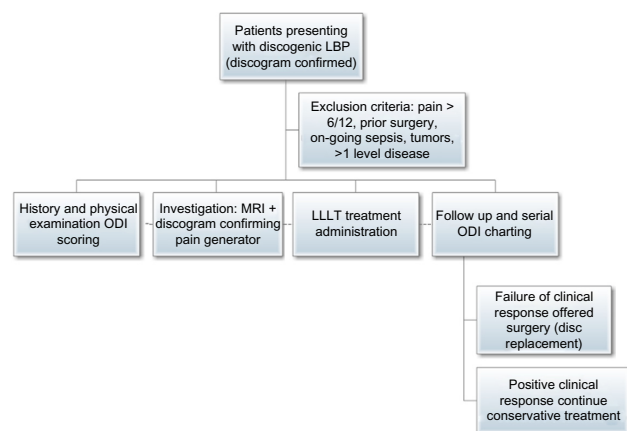 Patients presenting
with discogenic LBP
(discogram confirmed)
Exclusion criteria: pain >
6/12, prior surgery,
on-going sepsis, tumors,
>1 level disease
History and physical
examination ODI
scoring
Investigation: MRI +
discogram confirming
pain generator
LLLT treatment
administration
Follow up and serial
ODI charting
Failure of clinical
response offered
surgery (disc
replacement)
Positive clinical
response continue
conservative treatment